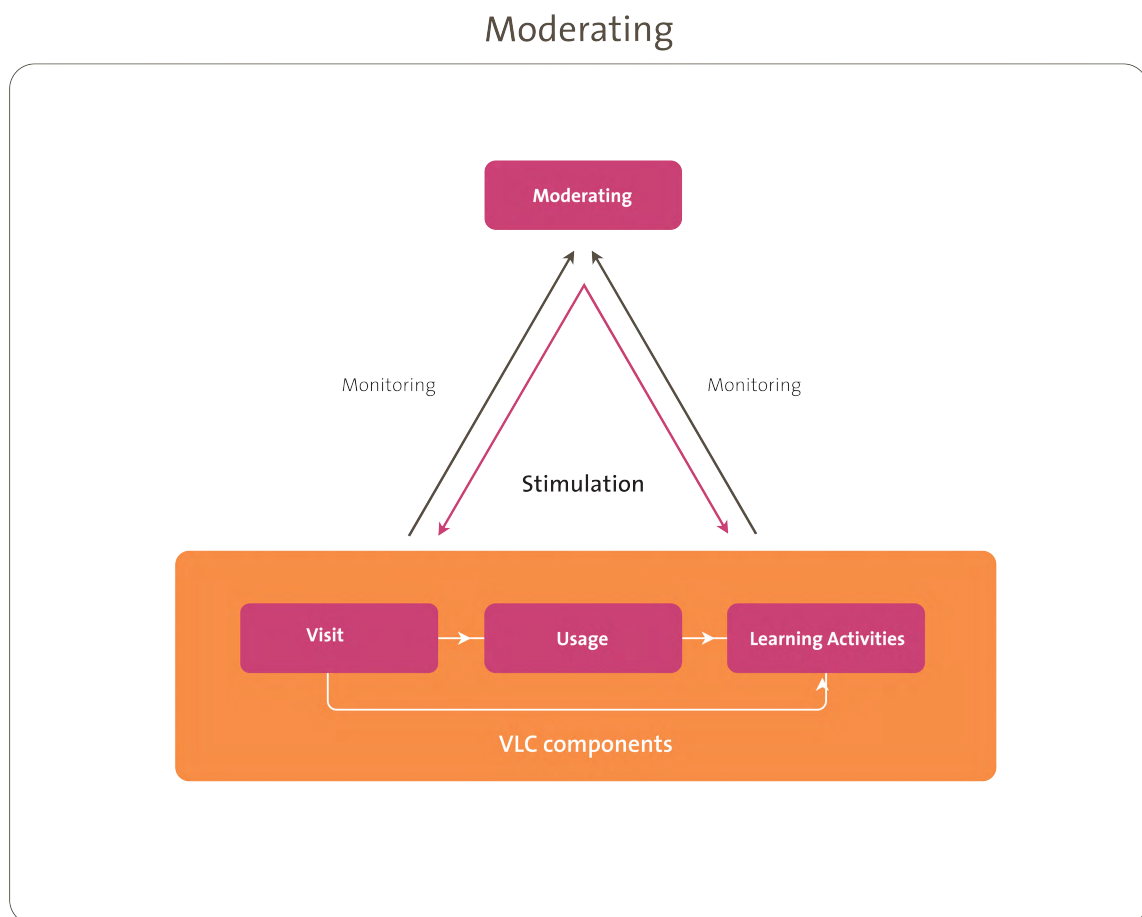 Moderating
Moderating
Monitoring
Monitoring
Stimulation
Visit
Usage
Learning Activities
VLC components